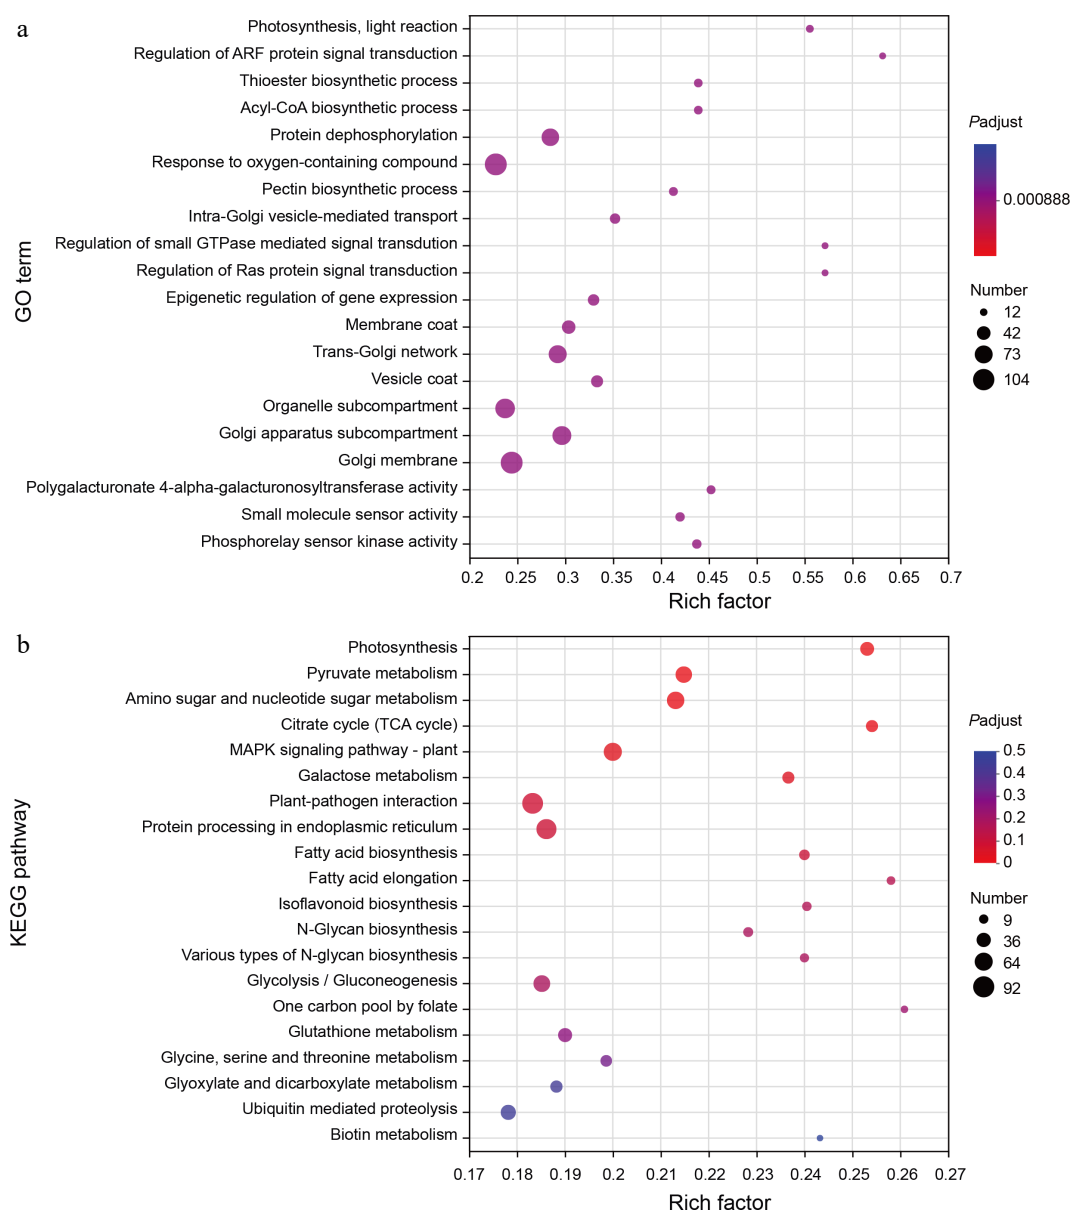 a
Photosynthesis, light reaction
Regulation of ARF protein signal transduction
Thioester biosynthetic process
Acyl-CoA biosynthetic process
Protein dephosphorylation
Response to oxygen-containing compound
Pectin biosynthetic process
Intra-Golgi vesicle-mediated transport
Regulation of small GTPase mediated signal transdution
Regulation of Ras protein signal transduction
Epigenetic regulation of gene expression
Membrane coat
Trans-Golgi network
Vesicle coat
Organelle subcompartment
Golgi apparatus subcompartment
Golgi membrane
Polygalacturonate 4-alpha-galacturonosyltransferase activity
Small molecule sensor activity
Phosphorelay sensor kinase activity
GO term
0.2 0.25 0.3 0.35 0.4 0.45 0.5 0.55 0.6 0.65 0.7
Rich factor
Padjust
0.000888
Number
12
42
73
104
b
Photosynthesis
Pyruvate metabolism
Amino sugar and nucleotide sugar metabolism
Citrate cycle (TCA cycle)
MAPK signaling pathway - plant
Galactose metabolism
Plant-pathogen interaction
Protein processing in endoplasmic reticulum
Fatty acid biosynthesis
Fatty acid elongation
Isoflavonoid biosynthesis
N-Glycan biosynthesis
Various types of N-glycan biosynthesis
Glycolysis / Gluconeogenesis
One carbon pool by folate
Glutathione metabolism
Glycine, serine and threonine metabolism
Glyoxylate and dicarboxylate metabolism
Ubiquitin mediated proteolysis
Biotin metabolism
KEGG pathway
0.17 0.18 0.19 0.2 0.21 0.22 0.23 0.24 0.25 0.26 0.27
Rich factor
Padjust
0.5
0.4
0.3
0.2
0.1
0
Number
9
36
64
92